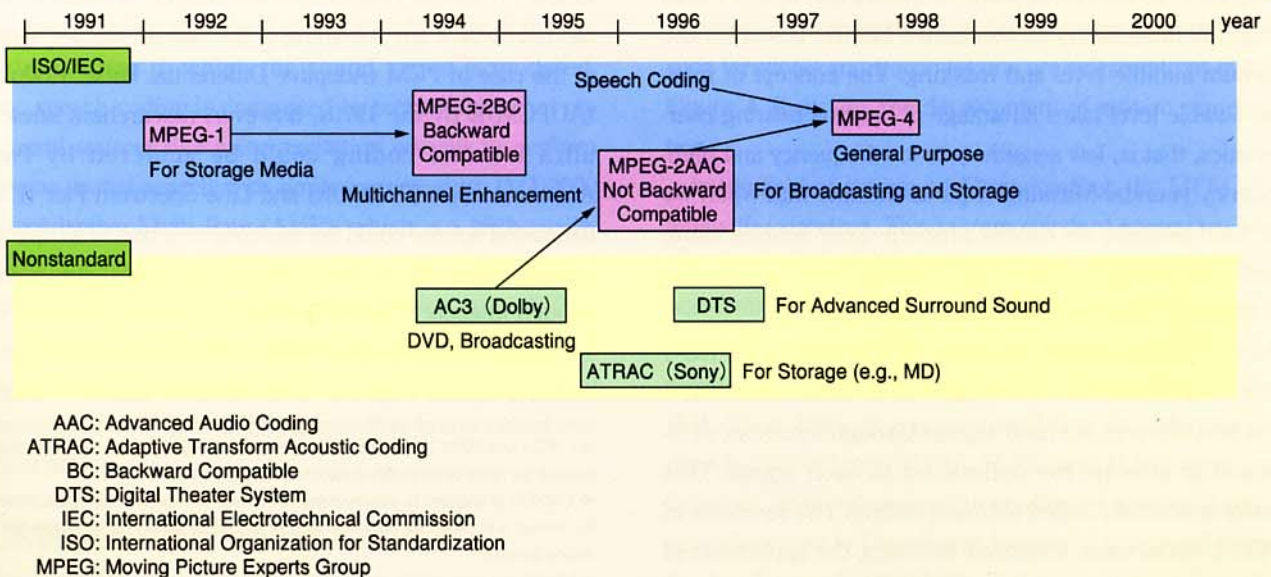 1991 1992 1993 1994 1995 1996 1997 1998 1999 2000 year
ISO/IEC
Speech Coding
MPEG-1
For Storage Media
MPEG-2BC
Backward
Compatible
Multichannel Enhancement
MPEG-2AAC
Not Backward
Compatible
For Broadcasting and Storage
MPEG-4
General Purpose
Nonstandard
AC3 (Dolby)
DVD, Broadcasting
DTS
For Advanced Surround Sound
ATRAC (Sony)
For Storage (e.g., MD)
AAC: Advanced Audio Coding
ATRAC: Adaptive Transform Acoustic Coding
BC: Backward Compatible
DTS: Digital Theater System
IEC: International Electrotechnical Commission
ISO: International Organization for Standardization
MPEG: Moving Picture Experts Group